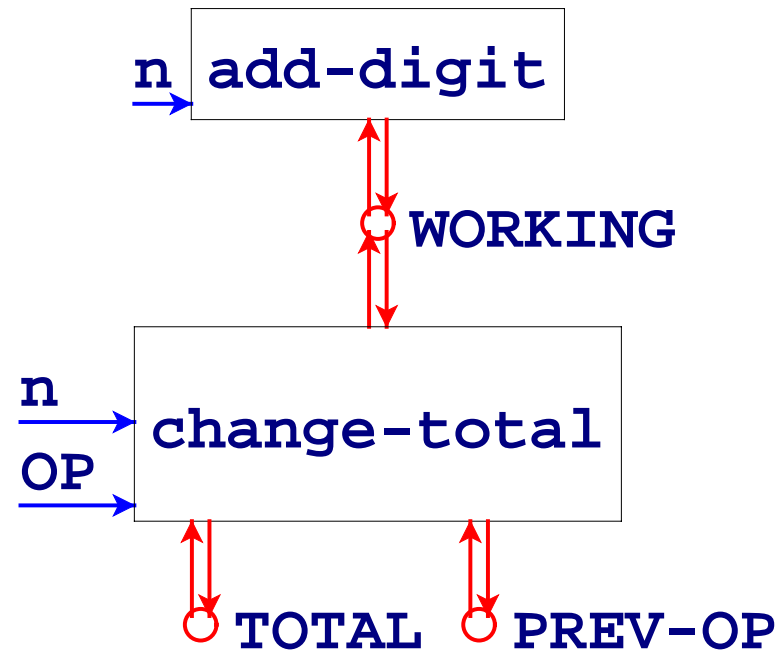 n add-digit
WORKING
n
change-total
OP
TOTAL PREV-OP